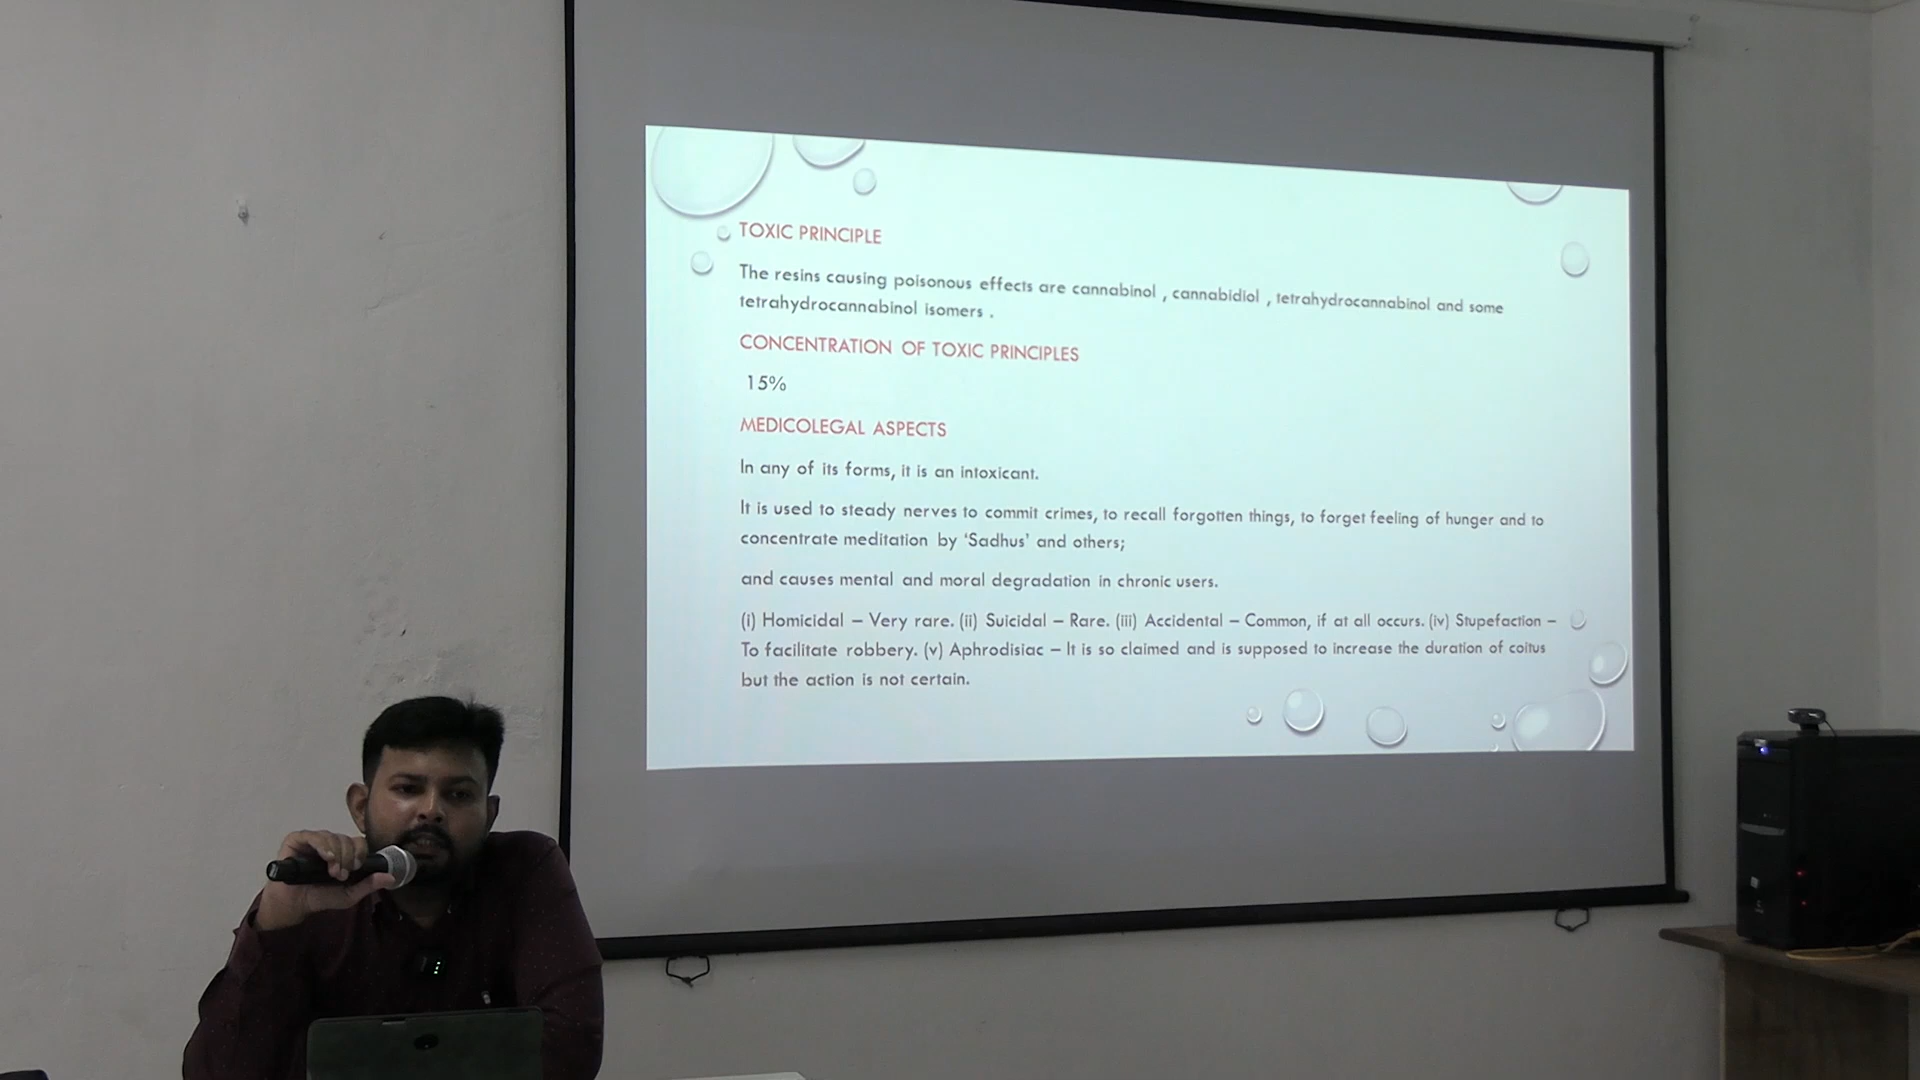 TOXIC PRINCIPLE
The resins causing poisonous effects are cannabinol , cannabidiol , tetrahydrocannabinol and some
tetrahydrocannabinol isomers .
CONCENTRATION OF TOXIC PRINCIPLES
15%
MEDICOLEGAL ASPECTS
In any of its forms, it is an intoxicant.
It is used to steady nerves to commit crimes, to recall forgotten things, to forget feeling of hunger and to
concentrate meditation by ‘Sadhus’ and others;
and causes mental and moral degradation in chronic users.
(i) Homicidal – Very rare. (ii) Suicidal – Rare. (iii) Accidental – Common, if at all occurs. (iv) Stupefaction –
To facilitate robbery. (v) Aphrodisiac – It is so claimed and is supposed to increase the duration of coitus
but the action is not certain.